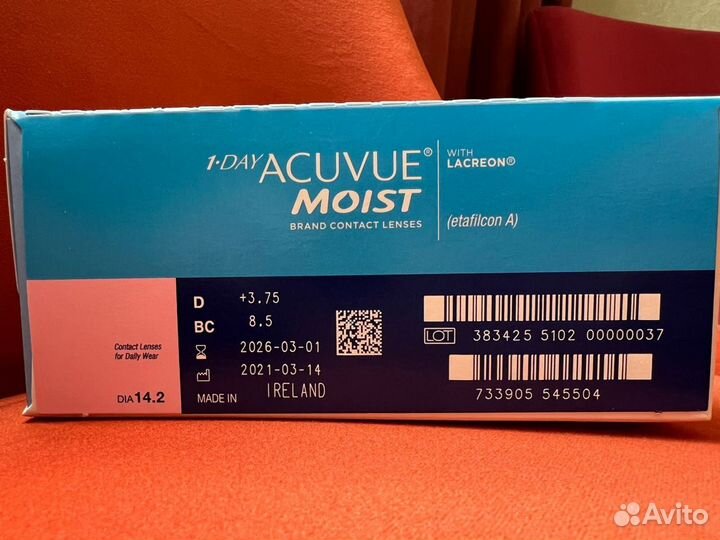 1·DAY ACUVUE® MOIST
BRAND CONTACT LENSES
WITH
LACREON®
(etafilcon A)
Contact Lenses
for Daily Wear
DIA 14.2
D +3.75
BC 8.5
2026-03-01
2021-03-14
MADE IN IRELAND
LOT 383425 5102 00000037
733905 545504
Avito